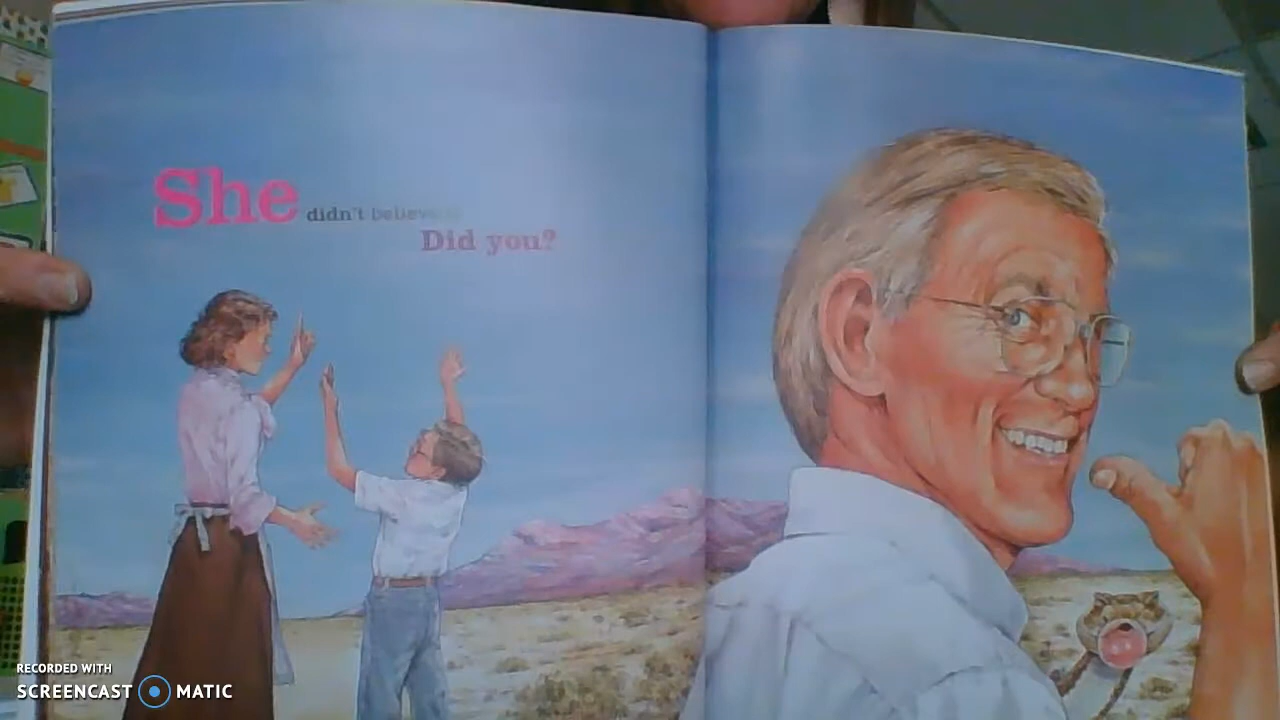 She didn't believe
Did you?
RECORDED WITH
SCREENCAST MATIC